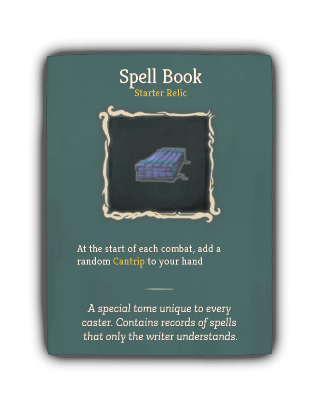 Spell Book
Starter Relic
At the start of each combat, add a
random Cantrip to your hand
A special tome unique to every
caster. Contains records of spells
that only the writer understands.